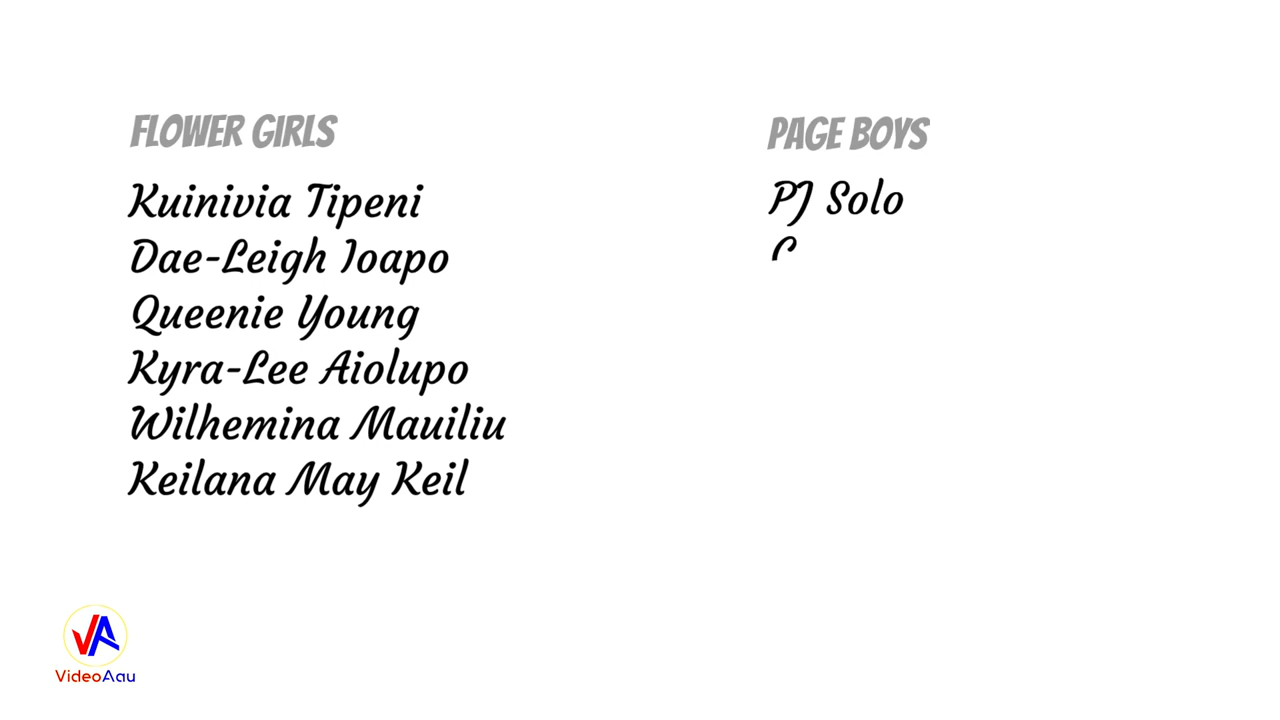 FLOWER GIRLS
Kuinivia Tipeni
Dae-Leigh Ioapo
Queenie Young
Kyra-Lee Aiolupo
Wilhemina Mauiliu
Keilana May Keil
PAGE BOYS
PJ Solo
VA
VideoAau